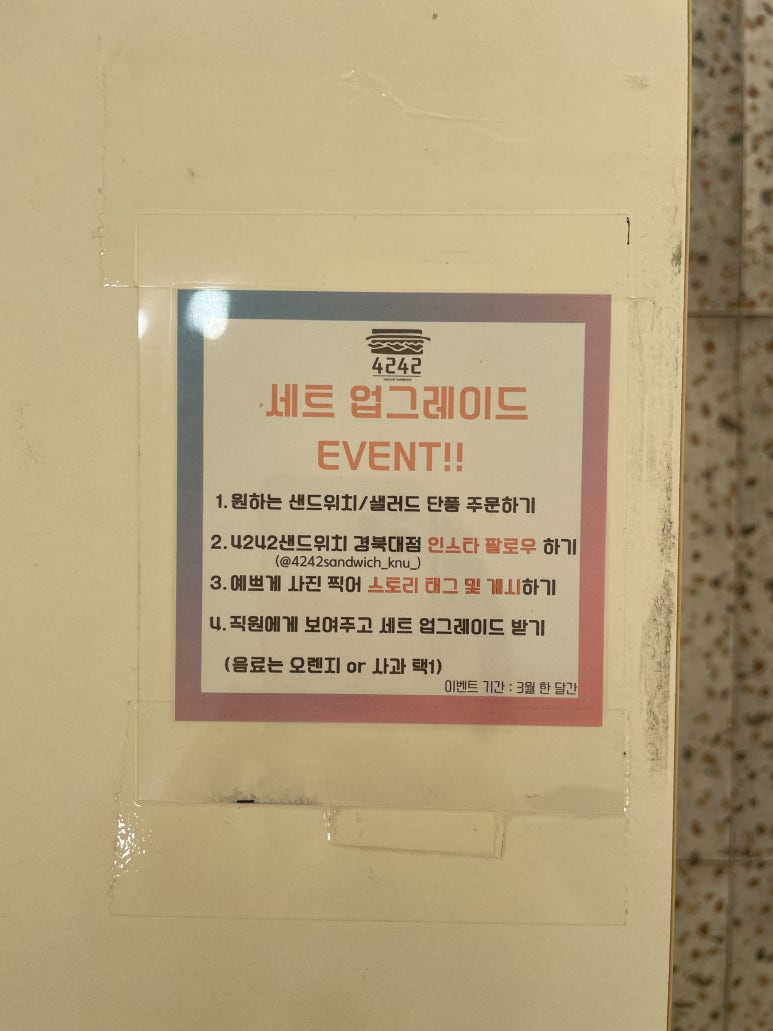 4242
세트 업그레이드
EVENT!!
1. 원하는 샌드위치/샐러드 단품 주문하기
2. 4242샌드위치 경북대점 인스타 팔로우 하기
(@4242sandwich_knu_)
3. 예쁘게 사진 찍어 스토리 태그 및 게시하기
4. 직원에게 보여주고 세트 업그레이드 받기
(음료는 오렌지 or 사과 택1)
이벤트 기간 : 3월 한 달간